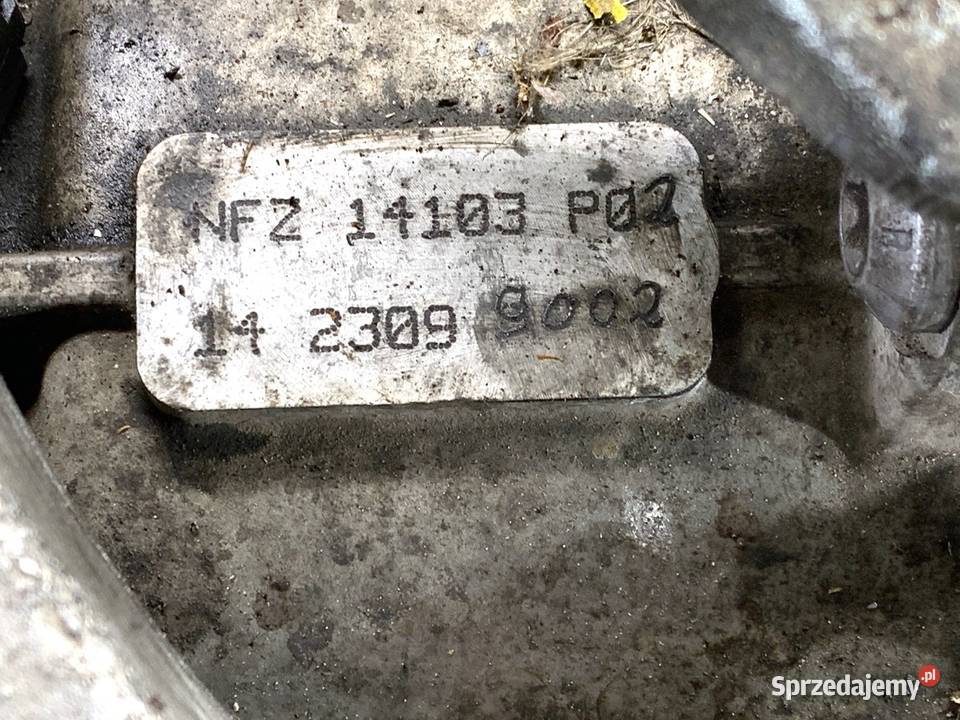 NFZ 14103 P02
14 2309 9002
Sprzedajemy.pl